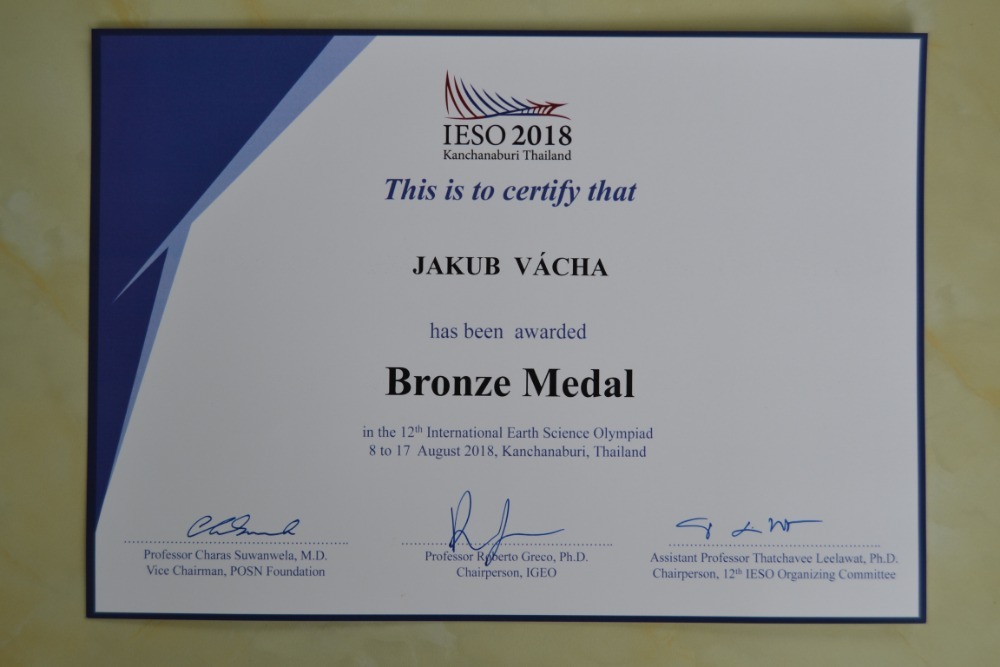 IESO 2018
Kanchanaburi Thailand
This is to certify that
JAKUB VÁCHA
has been awarded
Bronze Medal
in the 12th International Earth Science Olympiad
8 to 17 August 2018, Kanchanaburi, Thailand
Professor Charas Suwanwela, M.D.
Vice Chairman, POSN Foundation
Professor Roberto Greco, Ph.D.
Chairperson, IGEO
Assistant Professor Thatchavee Leelawat, Ph.D.
Chairperson, 12th IESO Organizing Committee